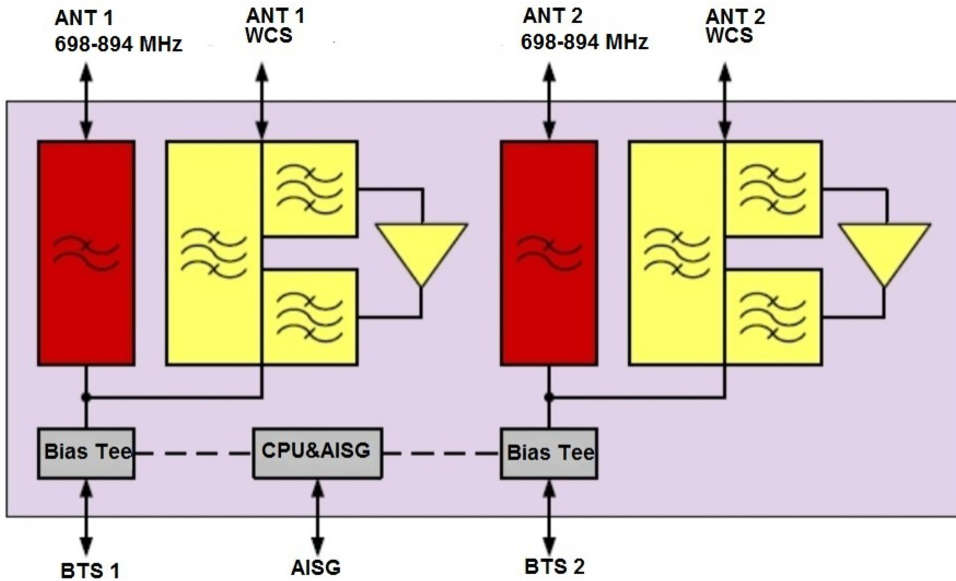 ANT 1
698-894 MHz
ANT 1
WCS
ANT 2
698-894 MHz
ANT 2
WCS
Bias Tee
CPU&AISG
Bias Tee
BTS 1
AISG
BTS 2